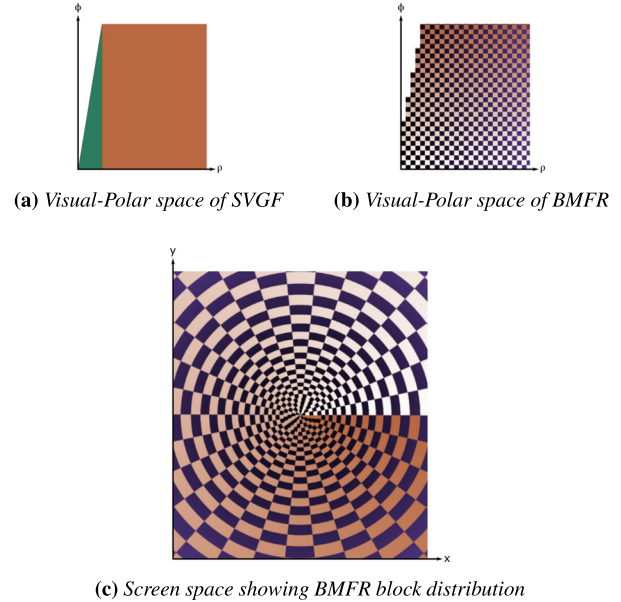 ϕ
ρ
ϕ
ρ
(a) Visual-Polar space of SVGF
(b) Visual-Polar space of BMFR
y
x
(c) Screen space showing BMFR block distribution